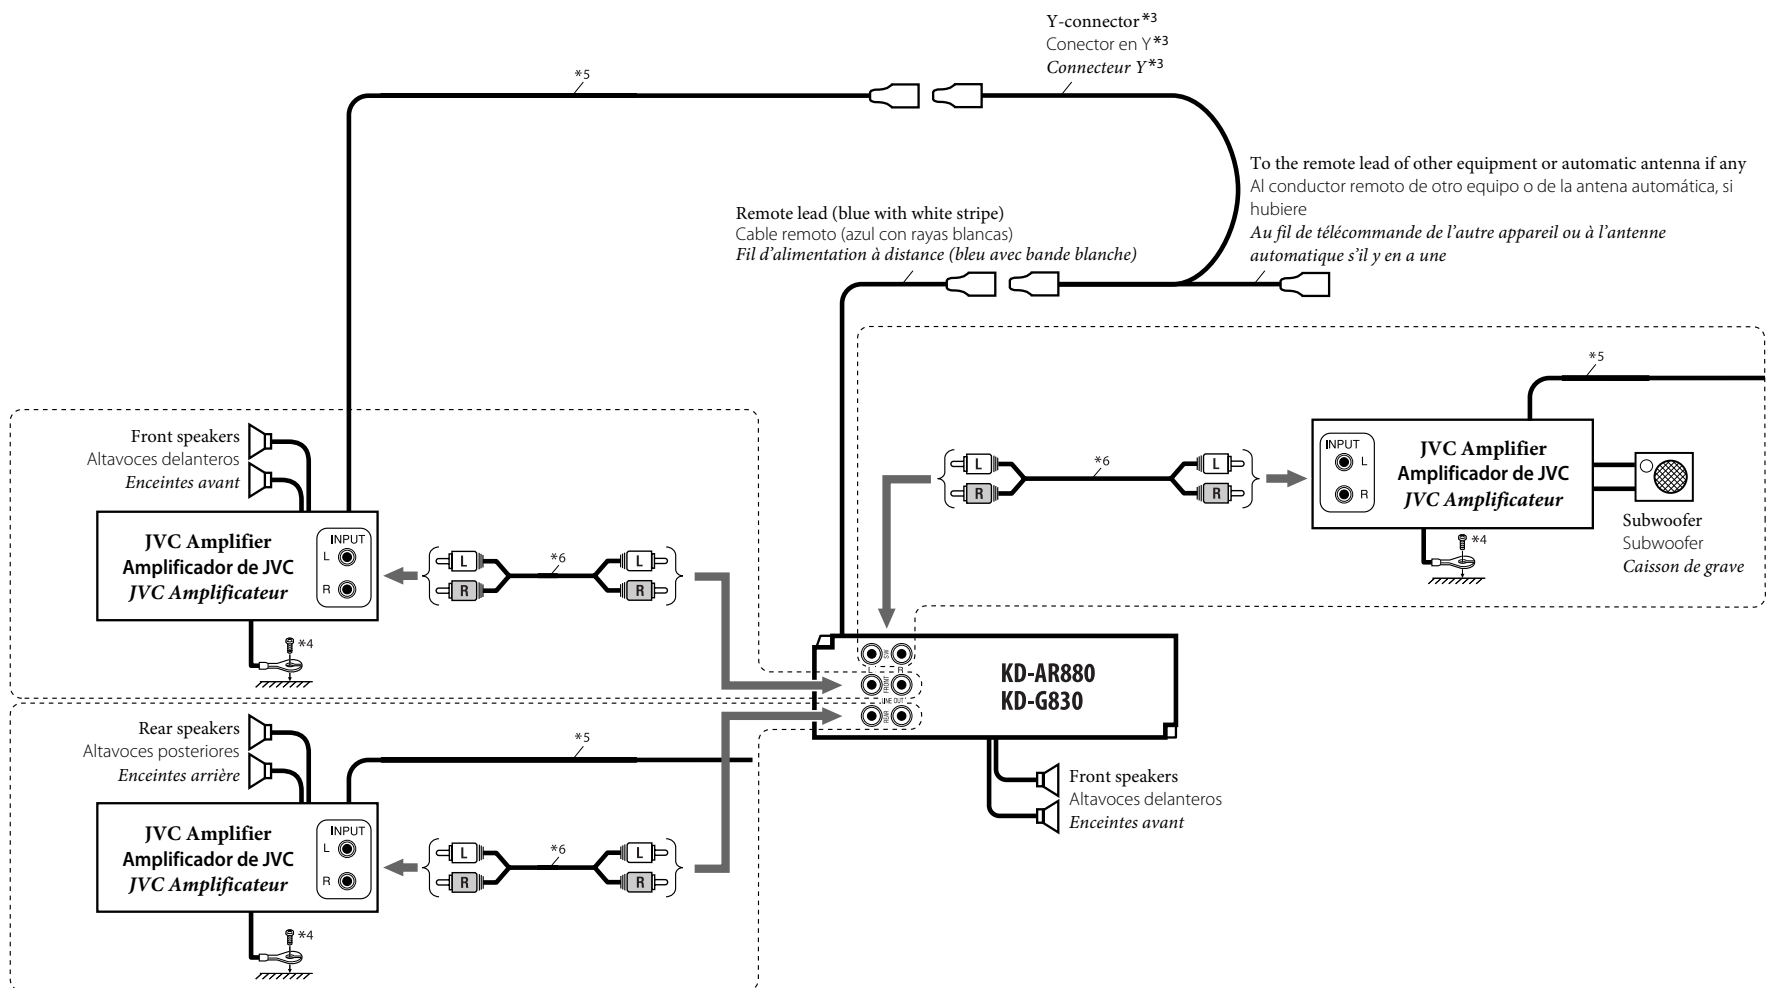 Y-connector *3
Conector en Y *3
Connecteur Y *3
*5
To the remote lead of other equipment or automatic antenna if any
Al conductor remoto de otro equipo o de la antena automática, si
hubiere
Au fil de télécommande de l'autre appareil ou à l'antenne
automatique s'il y en a une
Remote lead (blue with white stripe)
Cable remoto (azul con rayas blancas)
Fil d'alimentation à distance (bleu avec bande blanche)
*5
Front speakers
Altavoces delanteros
Enceintes avant
JVC Amplifier
Amplificador de JVC
JVC Amplificateur
INPUT
L
R
*4
L
R
*6
L
R
L
R
*6
L
R
INPUT
L
R
JVC Amplifier
Amplificador de JVC
JVC Amplificateur
Subwoofer
Subwoofer
Caisson de grave
*4
SW
L R
FRONT
LINE OUT
REAR
KD-AR880
KD-G830
Rear speakers
Altavoces posteriores
Enceintes arrière
*5
JVC Amplifier
Amplificador de JVC
JVC Amplificateur
INPUT
L
R
*4
L
R
*6
L
R
Front speakers
Altavoces delanteros
Enceintes avant